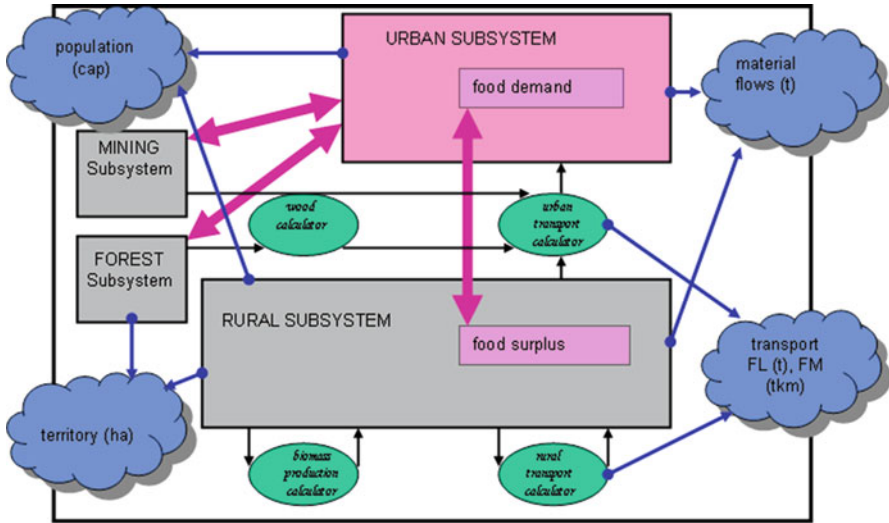 population
(cap)
URBAN SUBSYSTEM
food demand
material
flows (t)
MINING
Subsystem
wood
calculator
urban
transport
calculator
FOREST
Subsystem
RURAL SUBSYSTEM
food surplus
transport
FL (t), FM
(tkm)
territory (ha)
biomass
production
calculator
rural
transport
calculator